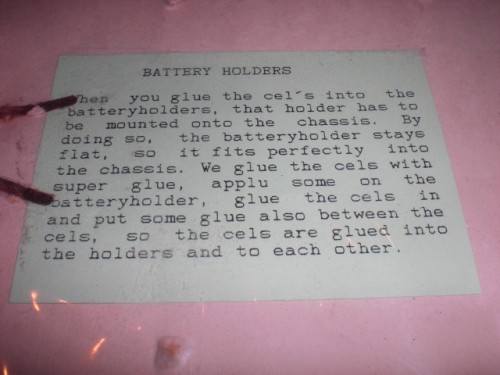 BATTERY HOLDERS
When you glue the cel´s into the
batteryholders, that holder has to
be mounted onto the chassis. By
doing so, the batteryholder stays
flat, so it fits perfectly into
the chassis. We glue the cels with
super glue, applu some on the
batteryholder, glue the cels in
and put some glue also between the
cels, so the cels are glued into
the holders and to each other.